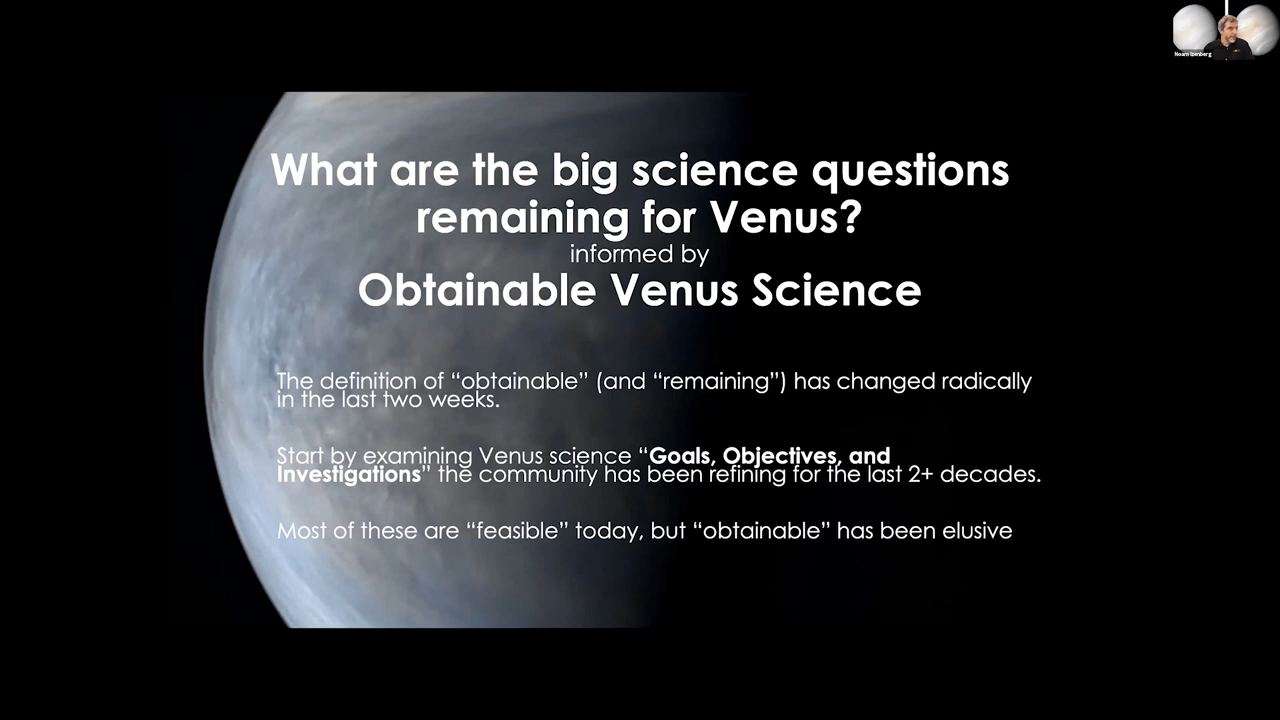 Noam Izenberg
What are the big science questions
remaining for Venus?
informed by
Obtainable Venus Science
The definition of “obtainable” (and “remaining”) has changed radically
in the last two weeks.
Start by examining Venus science “Goals, Objectives, and
Investigations” the community has been refining for the last 2+ decades.
Most of these are “feasible” today, but “obtainable” has been elusive